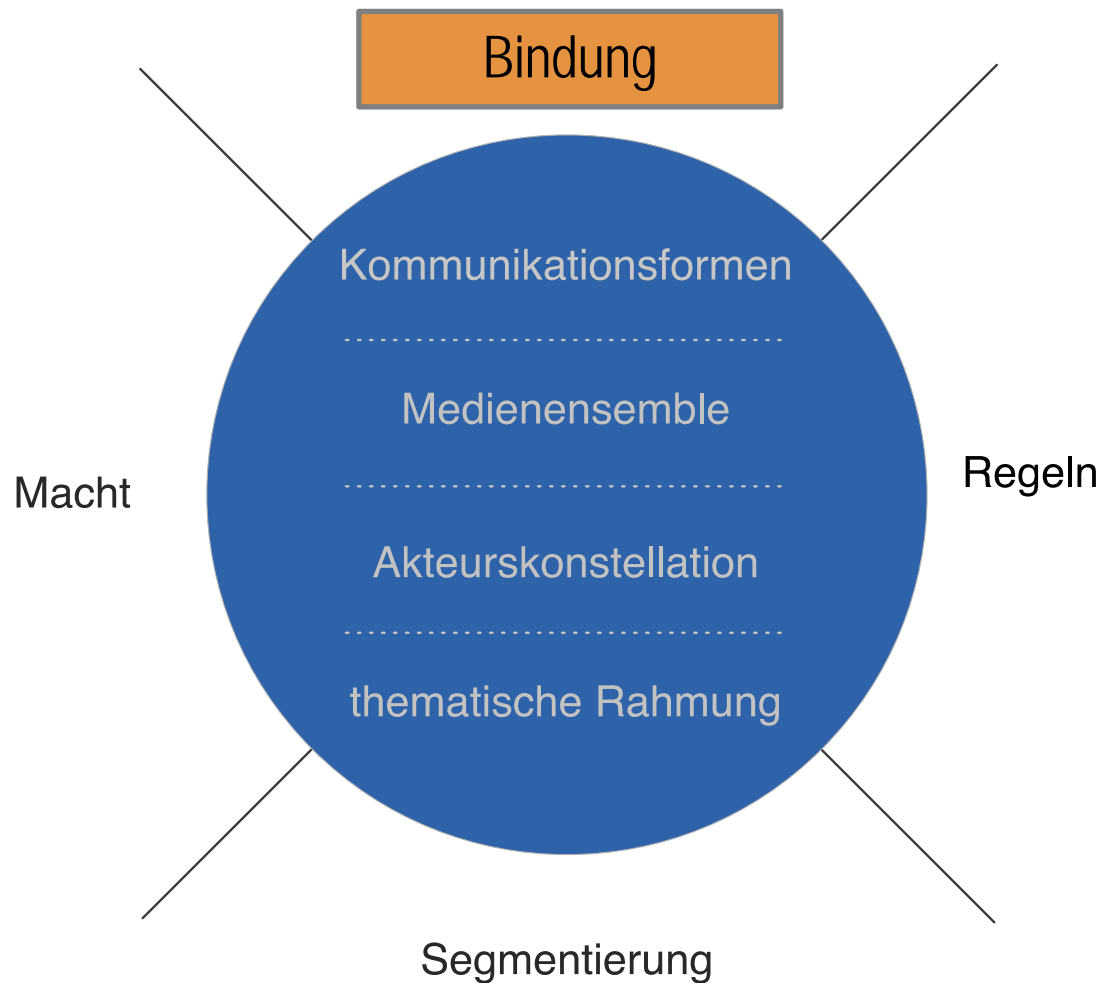 Bindung
Kommunikationsformen
Medienensemble
Macht
Regeln
Akteurskonstellation
thematische Rahmung
Segmentierung